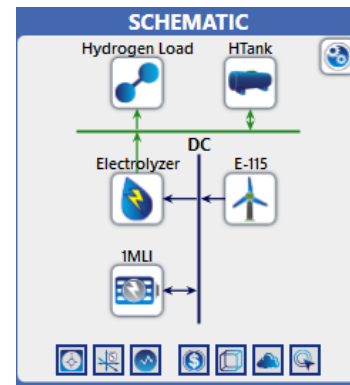 SCHEMATIC
Hydrogen Load HTank
DC
Electrolyzer E-115
1MLI